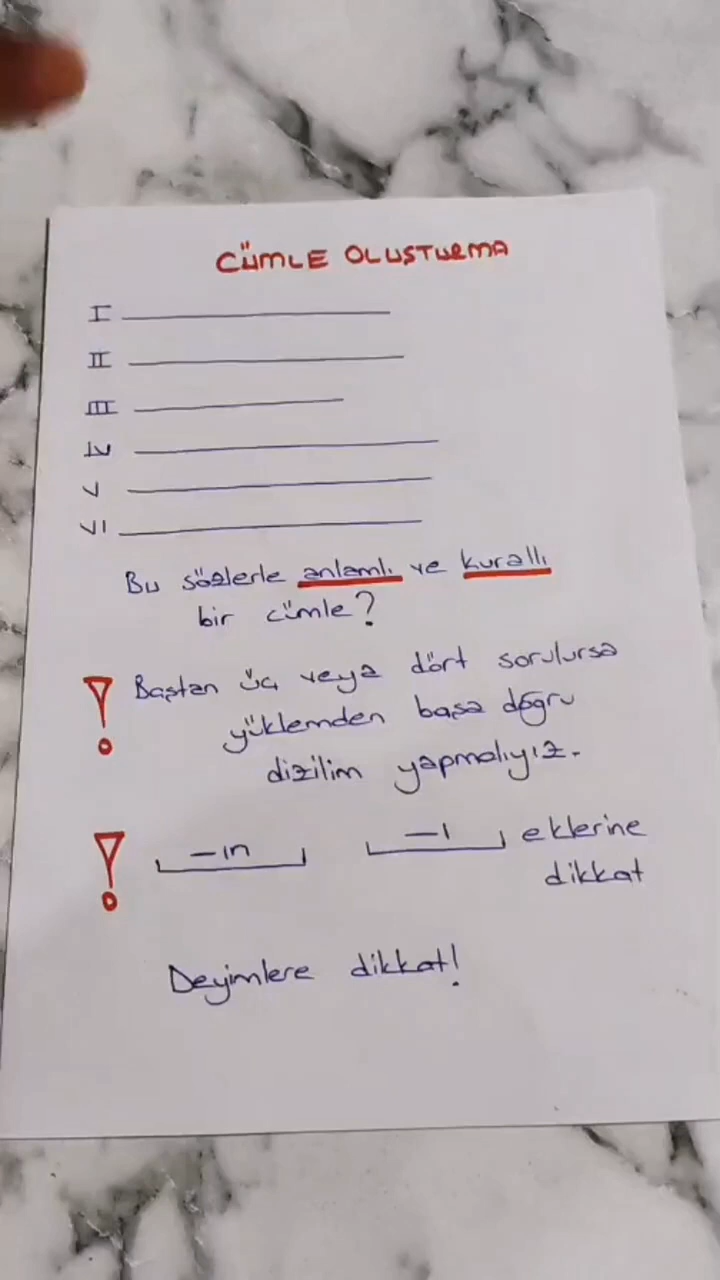 CÜMLE OLUŞTURMA
I
II
III
IV
V
VI
Bu sözlerle anlamlı ve kurallı
bir cümle?
! Baştan üç veya dört sorulursa
yüklemden başa doğru
dizilim yapmalıyız.
! -ın -ı eklerine
dikkat
Deyimlere dikkat!